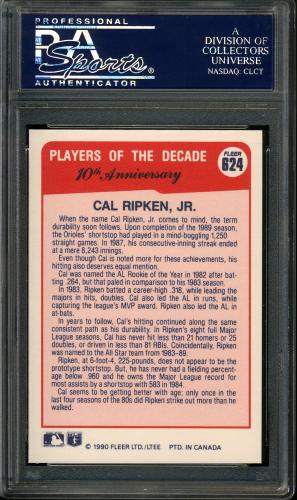 PROFESSIONAL
PSA
Sports
AUTHENTICATOR
A
DIVISION OF
COLLECTORS
UNIVERSE
NASDAQ: CLCT
PLAYERS OF THE DECADE
10th Anniversary
FLEER
624
CAL RIPKEN, JR.
When the name Cal Ripken, Jr. comes to mind, the term
durability soon follows. Upon completion of the 1989 season,
the Orioles' shortstop had played in a mind-boggling 1,250
straight games. In 1987, his consecutive-inning streak ended
at a mere 8,243 innings.
Even though Cal is noted more for these achievements, his
hitting also deserves equal mention.
Cal was named the AL Rookie of the Year in 1982 after bat-
ting .264, but that paled in comparison to his 1983 season.
In 1983, Ripken batted a career-high .318, while leading the
majors in hits, doubles. Cal also led the AL in runs, while
capturing the league's MVP award. Ripken also led the AL in
at-bats.
In years to follow, Cal's hitting continued along the same
consistent path as his durability. In Ripken's eight full Major
League seasons, Cal has never hit less than 21 homers or 25
doubles, or driven in less than 81 RBIs. Coincidentally, Ripken
was named to the All Star team from 1983-89.
Ripken, at 6-foot-4, 225-pounds, does not appear to be the
prototype shortstop. But, he has never had a fielding percent-
age below .960 and he owns the Major League record for
most assists by a shortstop with 583 in 1984.
Cal seems to be getting better with age; only once in the
last four seasons of the 80s did Ripken strike out more than he
walked.
© 1990 FLEER LTD./LTEE PTD. IN CANADA